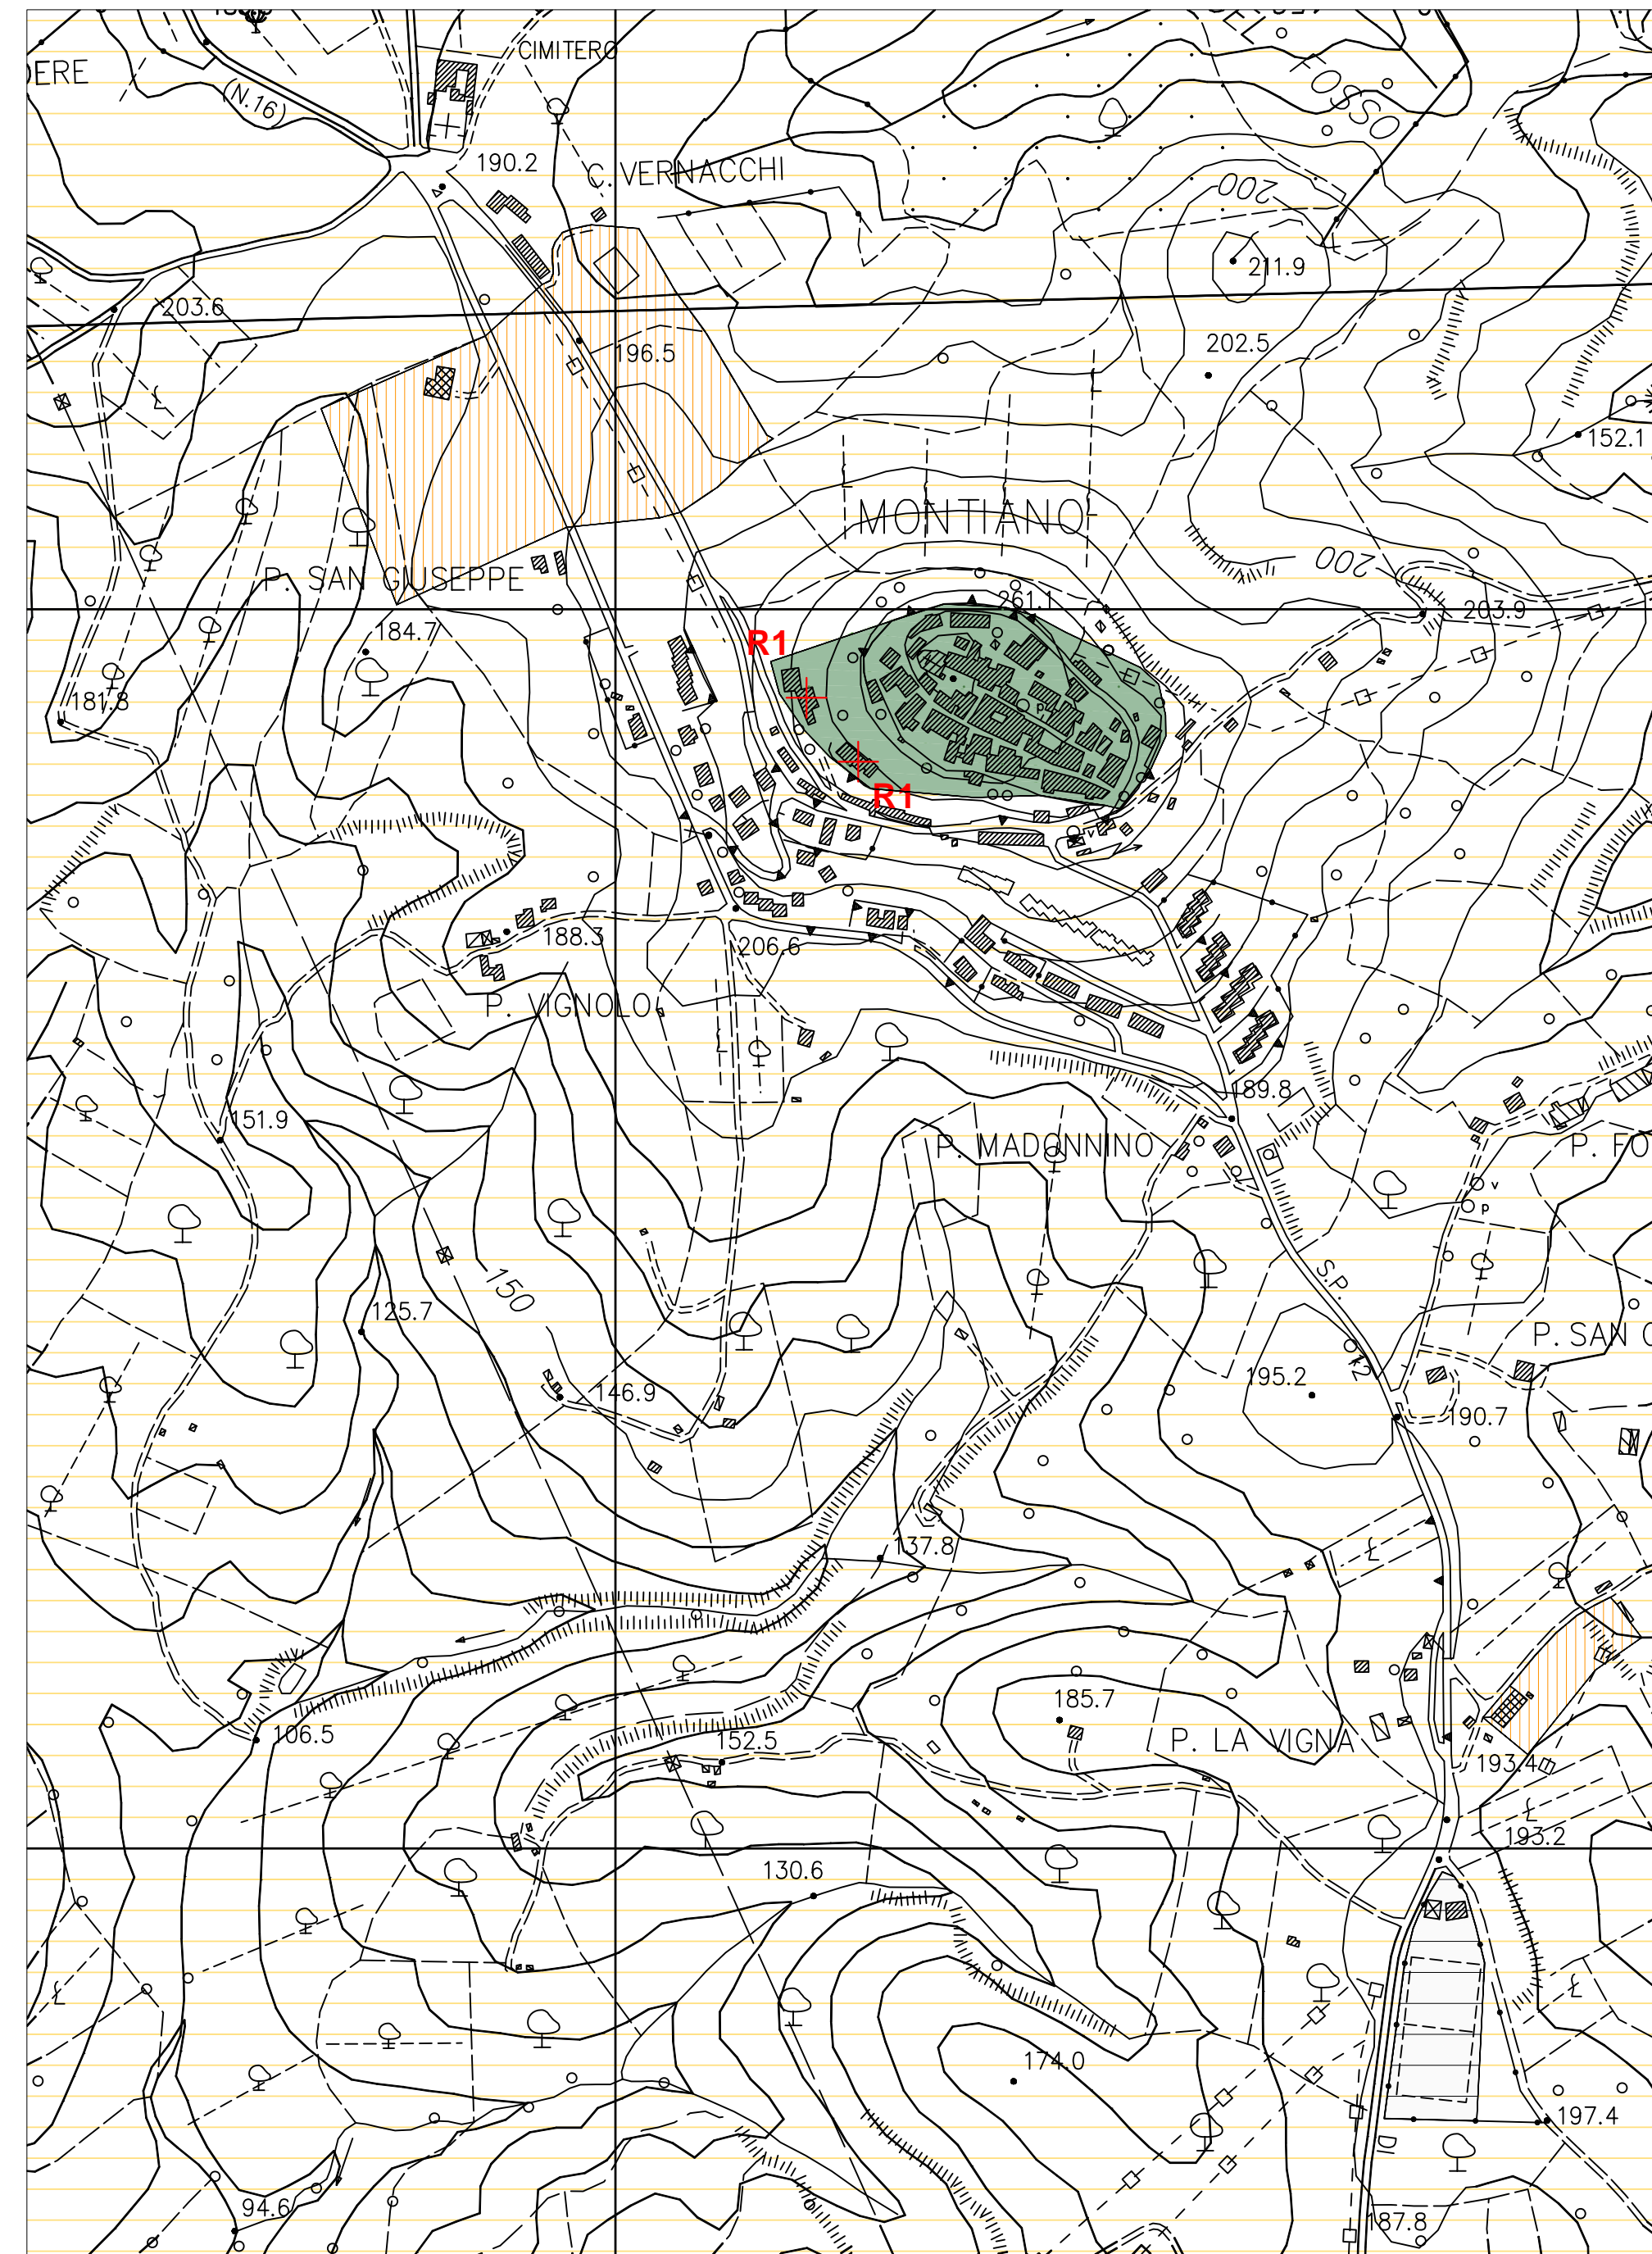 CIMITERO
DERE
(N.16)
FOSSO
190.2
C. VERNACCHI
200
211.9
203.6
202.5
196.5
152.1
MONTIANO
200
P. SAN GIUSEPPE
261.1
203.9
184.7
R1
181.8
P
R1
V
188.3
206.6
P. VIGNOLO
189.8
151.9
P. MADONNINO
P. FO
V
P
S.P.
150
125.7
P. SAN G
195.2
146.9
190.7
137.8
185.7
106.5
152.5
P. LA VIGNA
193.4
193.2
130.6
174.0
197.4
DI
94.6
187.8